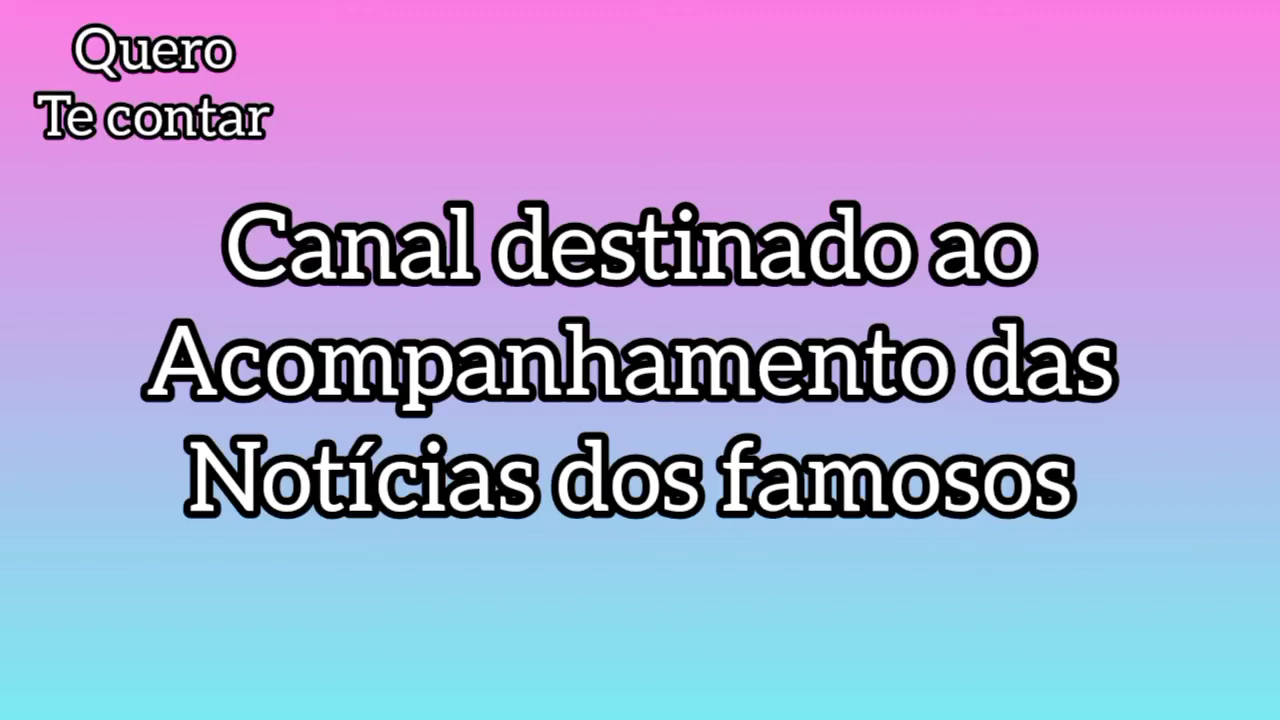 Quero
Te contar
Canal destinado ao
Acompanhamento das
Notícias dos famosos